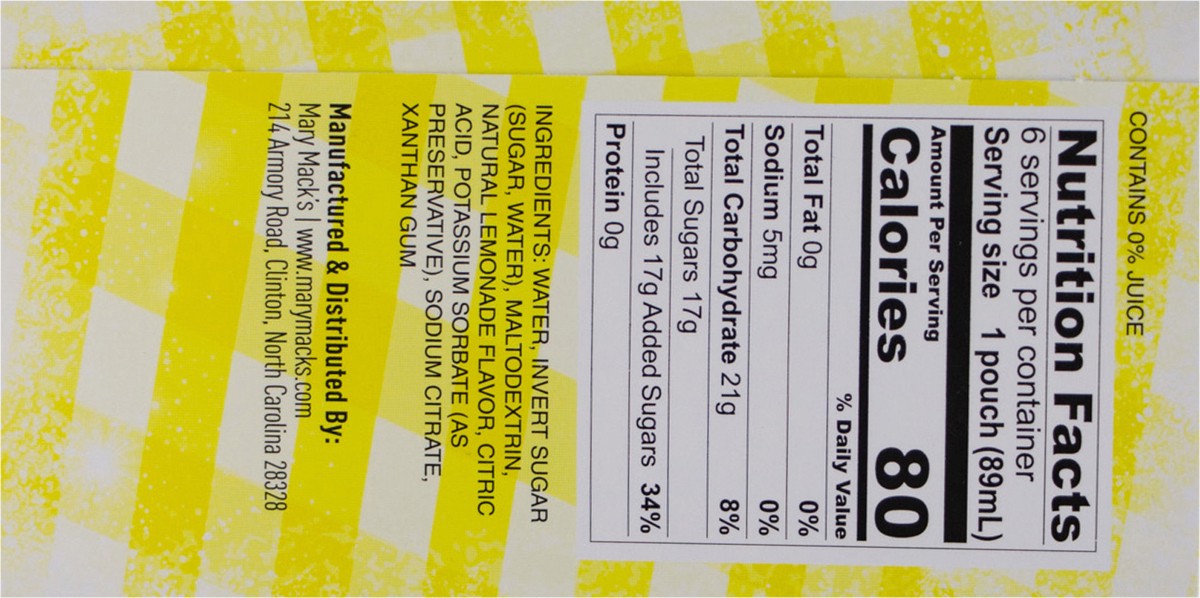 CONTAINS 0% JUICE
Nutrition Facts
6 servings per container
Serving size 1 pouch (89mL)
Amount Per Serving
Calories 80
% Daily Value
Total Fat 0g 0%
Sodium 5mg 0%
Total Carbohydrate 21g 8%
Total Sugars 17g
Includes 17g Added Sugars 34%
Protein 0g
INGREDIENTS: WATER, INVERT SUGAR
(SUGAR, WATER), MALTODEXTRIN,
NATURAL LEMONADE FLAVOR, CITRIC
ACID, POTASSIUM SORBATE (AS
PRESERVATIVE), SODIUM CITRATE,
XANTHAN GUM
Manufactured & Distributed By:
Mary Mack's | www.marymacks.com
214 Armory Road, Clinton, North Carolina 28328